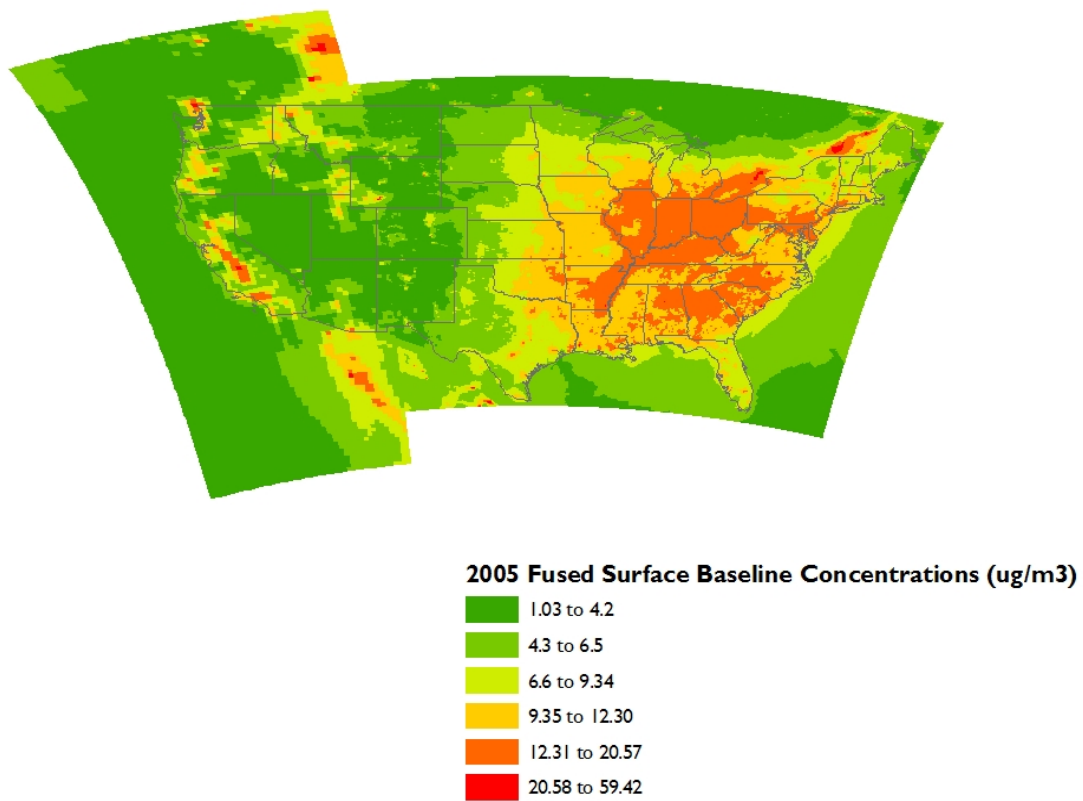 2005 Fused Surface Baseline Concentrations (ug/m3)
1.03 to 4.2
4.3 to 6.5
6.6 to 9.34
9.35 to 12.30
12.31 to 20.57
20.58 to 59.42